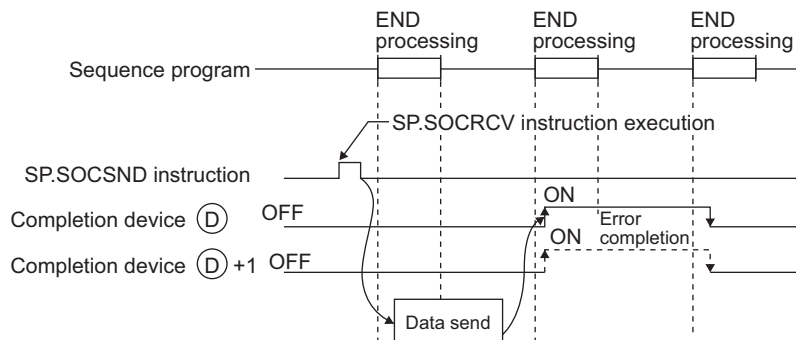 END
processing
END
processing
END
processing
Sequence program
SP.SOCRCV instruction execution
SP.SOCSND instruction
ON
Completion device D OFF
Error
completion
ON
Completion device D +1 OFF
Data send